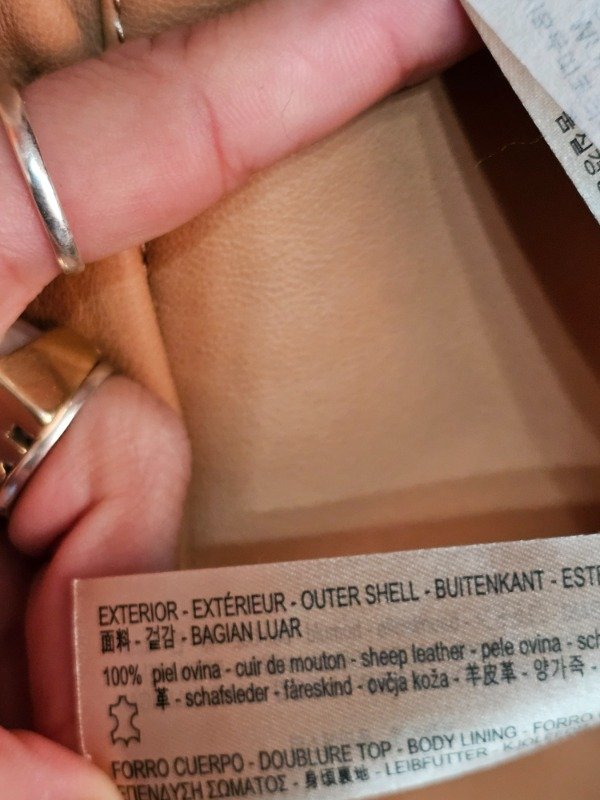 EXTERIOR - EXTÉRIEUR - OUTER SHELL - BUITENKANT - ESTE
面料 - 겉감 - BAGIAN LUAR
100% piel ovina - cuir de mouton - sheep leather - pele ovina - sch
革 - schafsleder - fåreskind - ovčja koža - 羊皮革 - 양가죽 -
FORRO CUERPO - DOUBLURE TOP - BODY LINING - FORRO
ΕΠΕΝΔΥΣΗ ΣΩΜΑΤΟΣ - 身頃裏地 - LEIBFUTTER -